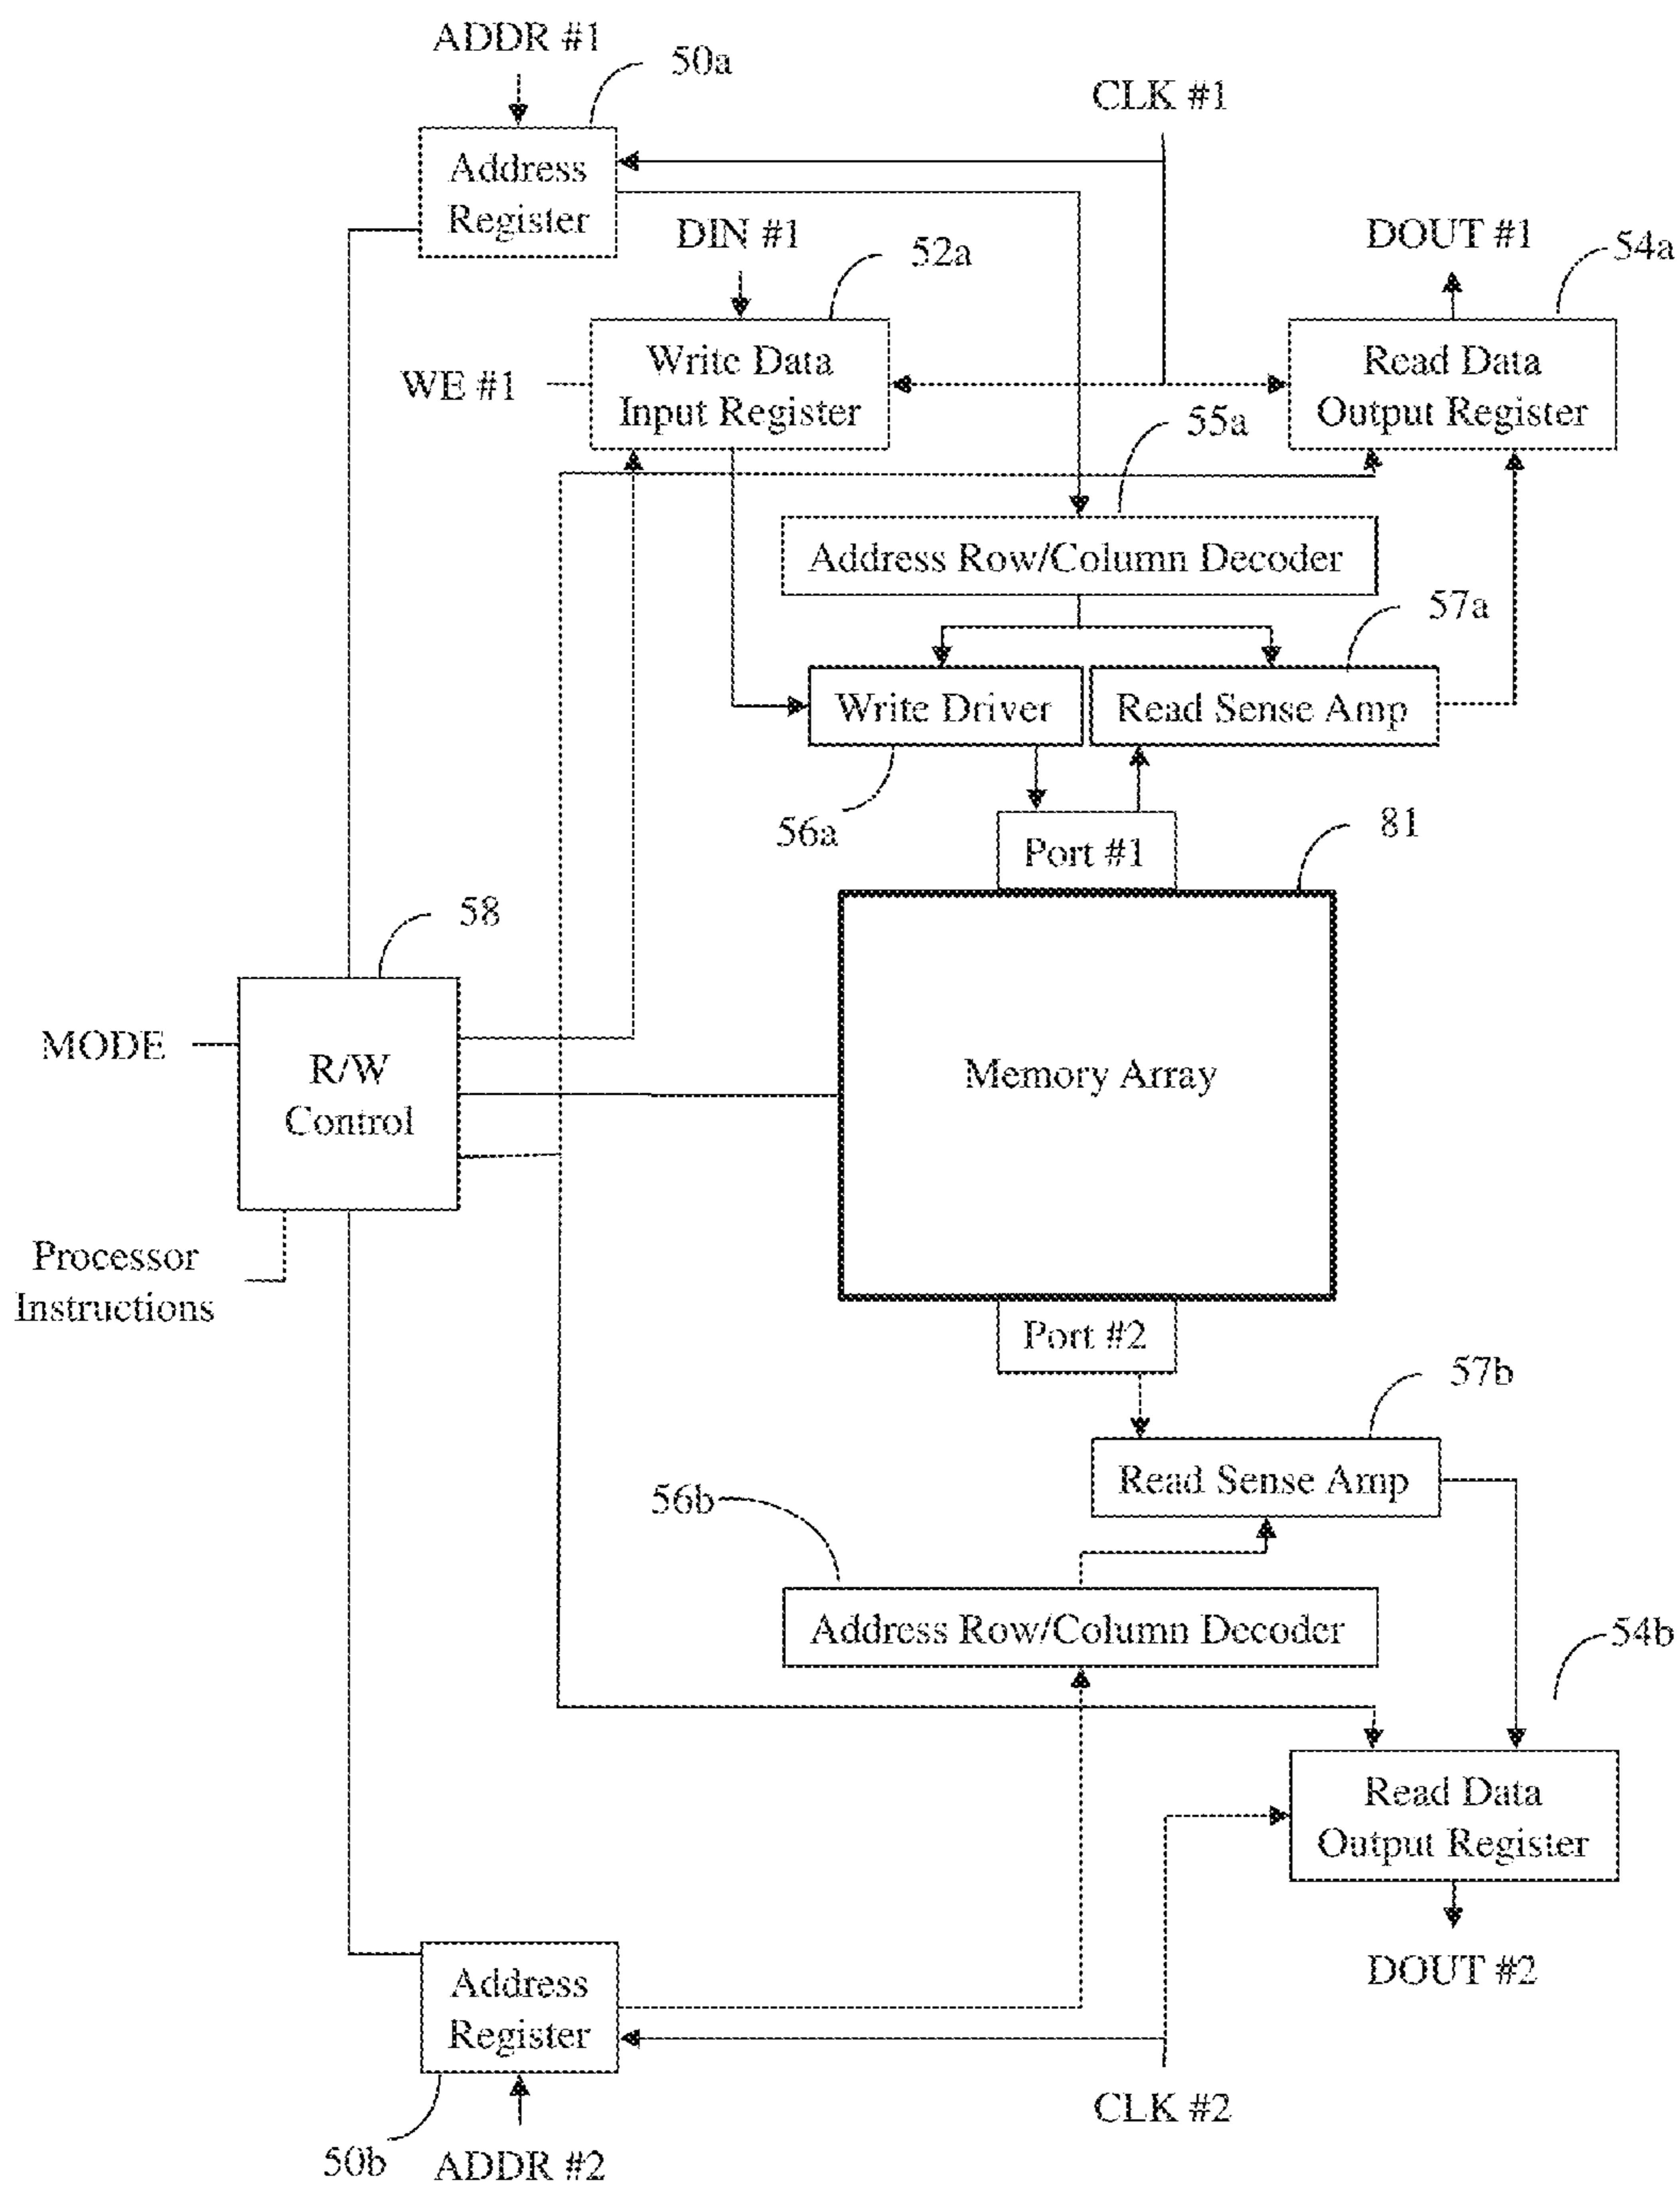 ADDR #1
50a
CLK #1
Address
Register
DIN #1
52a
DOUT #1
54a
WE #1
Write Data
Input Register
Read Data
Output Register
55a
Address Row/Column Decoder
57a
Write Driver
Read Sense Amp
56a
Port #1
81
58
MODE
R/W
Control
Memory Array
Processor
Instructions
Port #2
57b
Read Sense Amp
56b
Address Row/Column Decoder
54b
Read Data
Output Register
Address
Register
DOUT #2
CLK #2
50b
ADDR #2